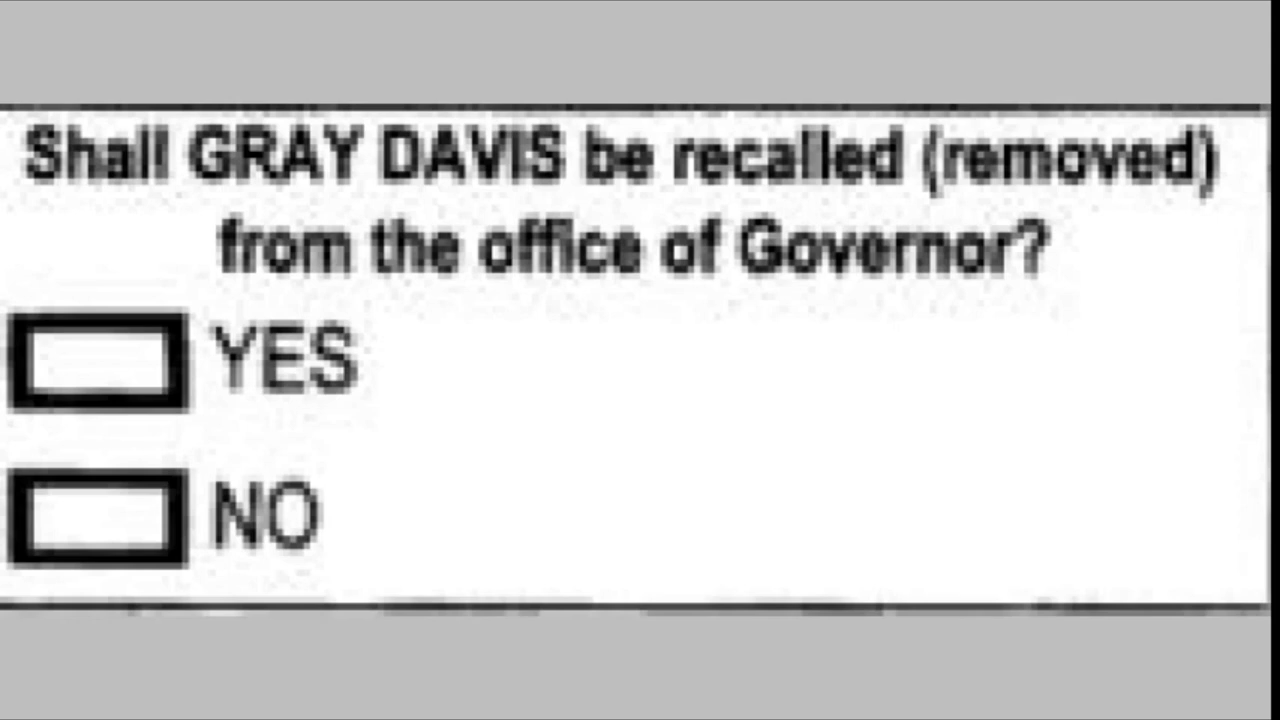 Shall GRAY DAVIS be recalled (removed)
from the office of Governor?
YES
NO